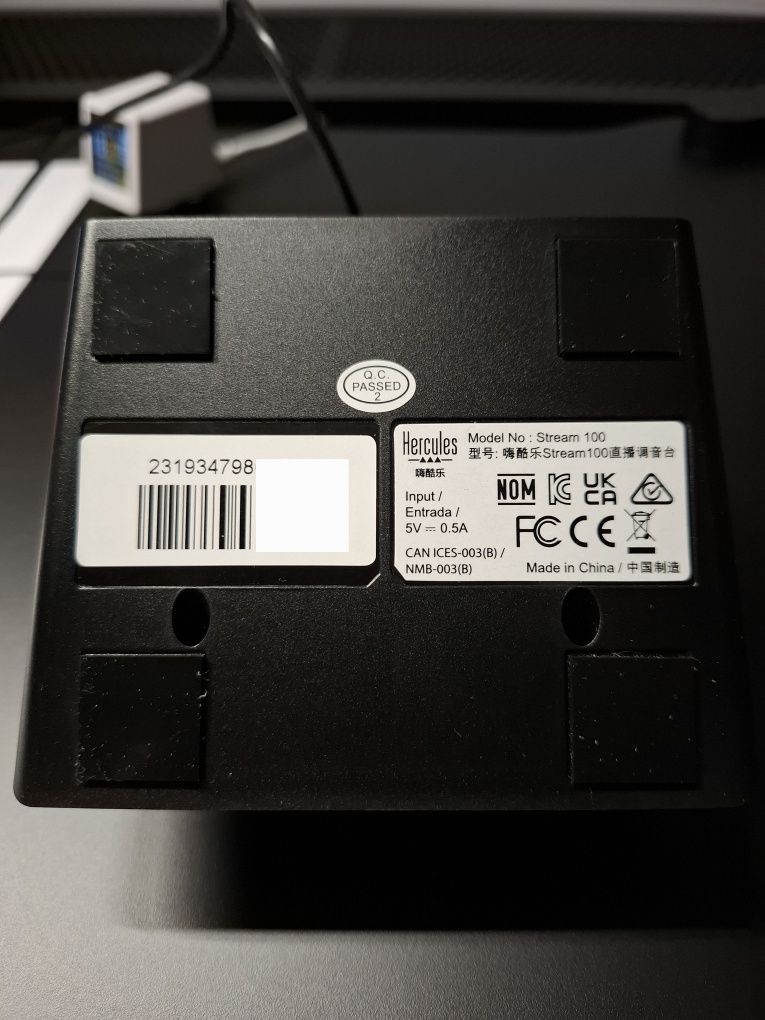 Q.C.
PASSED
2
231934798
Hercules
嗨酷乐
Model No : Stream 100
型号: 嗨酷乐Stream100直播调音台
Input /
Entrada /
5V ⎓ 0.5A
NOM
UK
CA
FC CE
CAN ICES-003(B) /
NMB-003(B)
Made in China / 中国制造